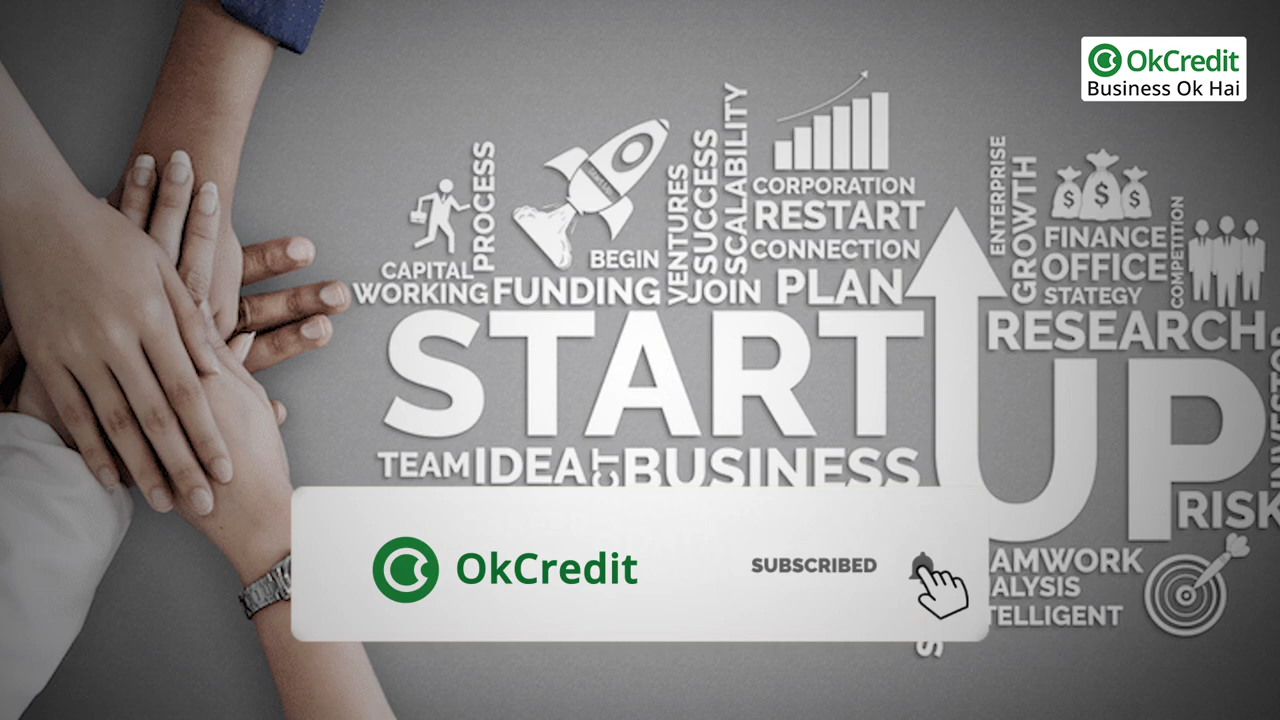 OkCredit
Business Ok Hai
PROCESS
CAPITAL
WORKING
BEGIN
FUNDING
VENTURES
SUCCESS
SCALABILITY
JOIN
CORPORATION
RESTART
CONNECTION
PLAN
ENTERPRISE
GROWTH
FINANCE
OFFICE
STATEGY
COMPETITION
RESEARCH
START
UP
TEAM
IDEA
BUSINESS
RISK
AMWORK
ALYSIS
TELLIGENT
OkCredit
SUBSCRIBED